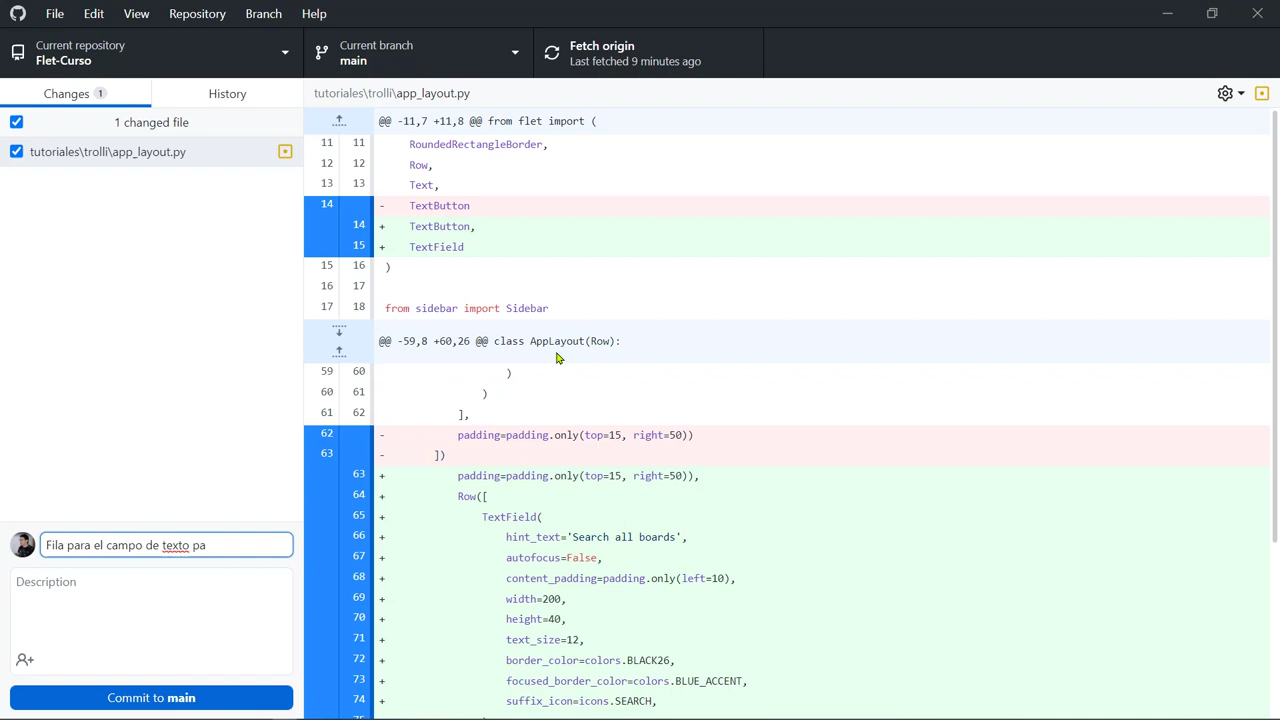 File Edit View Repository Branch Help
Current repository
Flet-Curso
Current branch
main
Fetch origin
Last fetched 9 minutes ago
Changes 1
History
tutoriales\trolli\app_layout.py
1 changed file
tutoriales\trolli\app_layout.py
@@ -11,7 +11,8 @@ from flet import (
11 11 RoundedRectangleBorder,
12 12 Row,
13 13 Text,
14 - TextButton
14 + TextButton,
15 + TextField
15 16 )
16 17
17 18 from sidebar import Sidebar
@@ -59,8 +60,26 @@ class AppLayout(Row):
59 60 )
60 61 )
61 62 ],
62 - padding=padding.only(top=15, right=50))
63 - ])
63 + padding=padding.only(top=15, right=50)),
64 + Row([
65 + TextField(
66 + hint_text='Search all boards',
67 + autofocus=False,
68 + content_padding=padding.only(left=10),
69 + width=200,
70 + height=40,
71 + text_size=12,
72 + border_color=colors.BLACK26,
73 + focused_border_color=colors.BLUE_ACCENT,
74 + suffix_icon=icons.SEARCH,
Fila para el campo de texto pa
Description
Commit to main